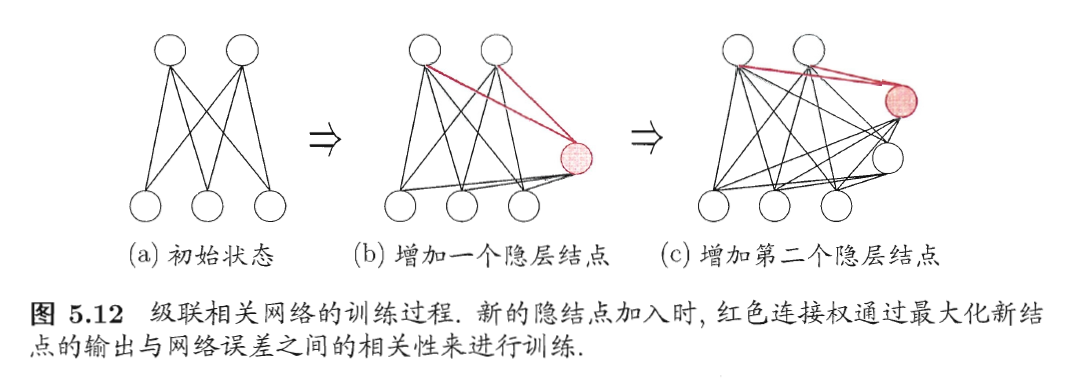 (a) 初始状态 (b) 增加一个隐层结点 (c) 增加第二个隐层结点
图 5.12 级联相关网络的训练过程. 新的隐结点加入时, 红色连接权通过最大化新结
点的输出与网络误差之间的相关性来进行训练.